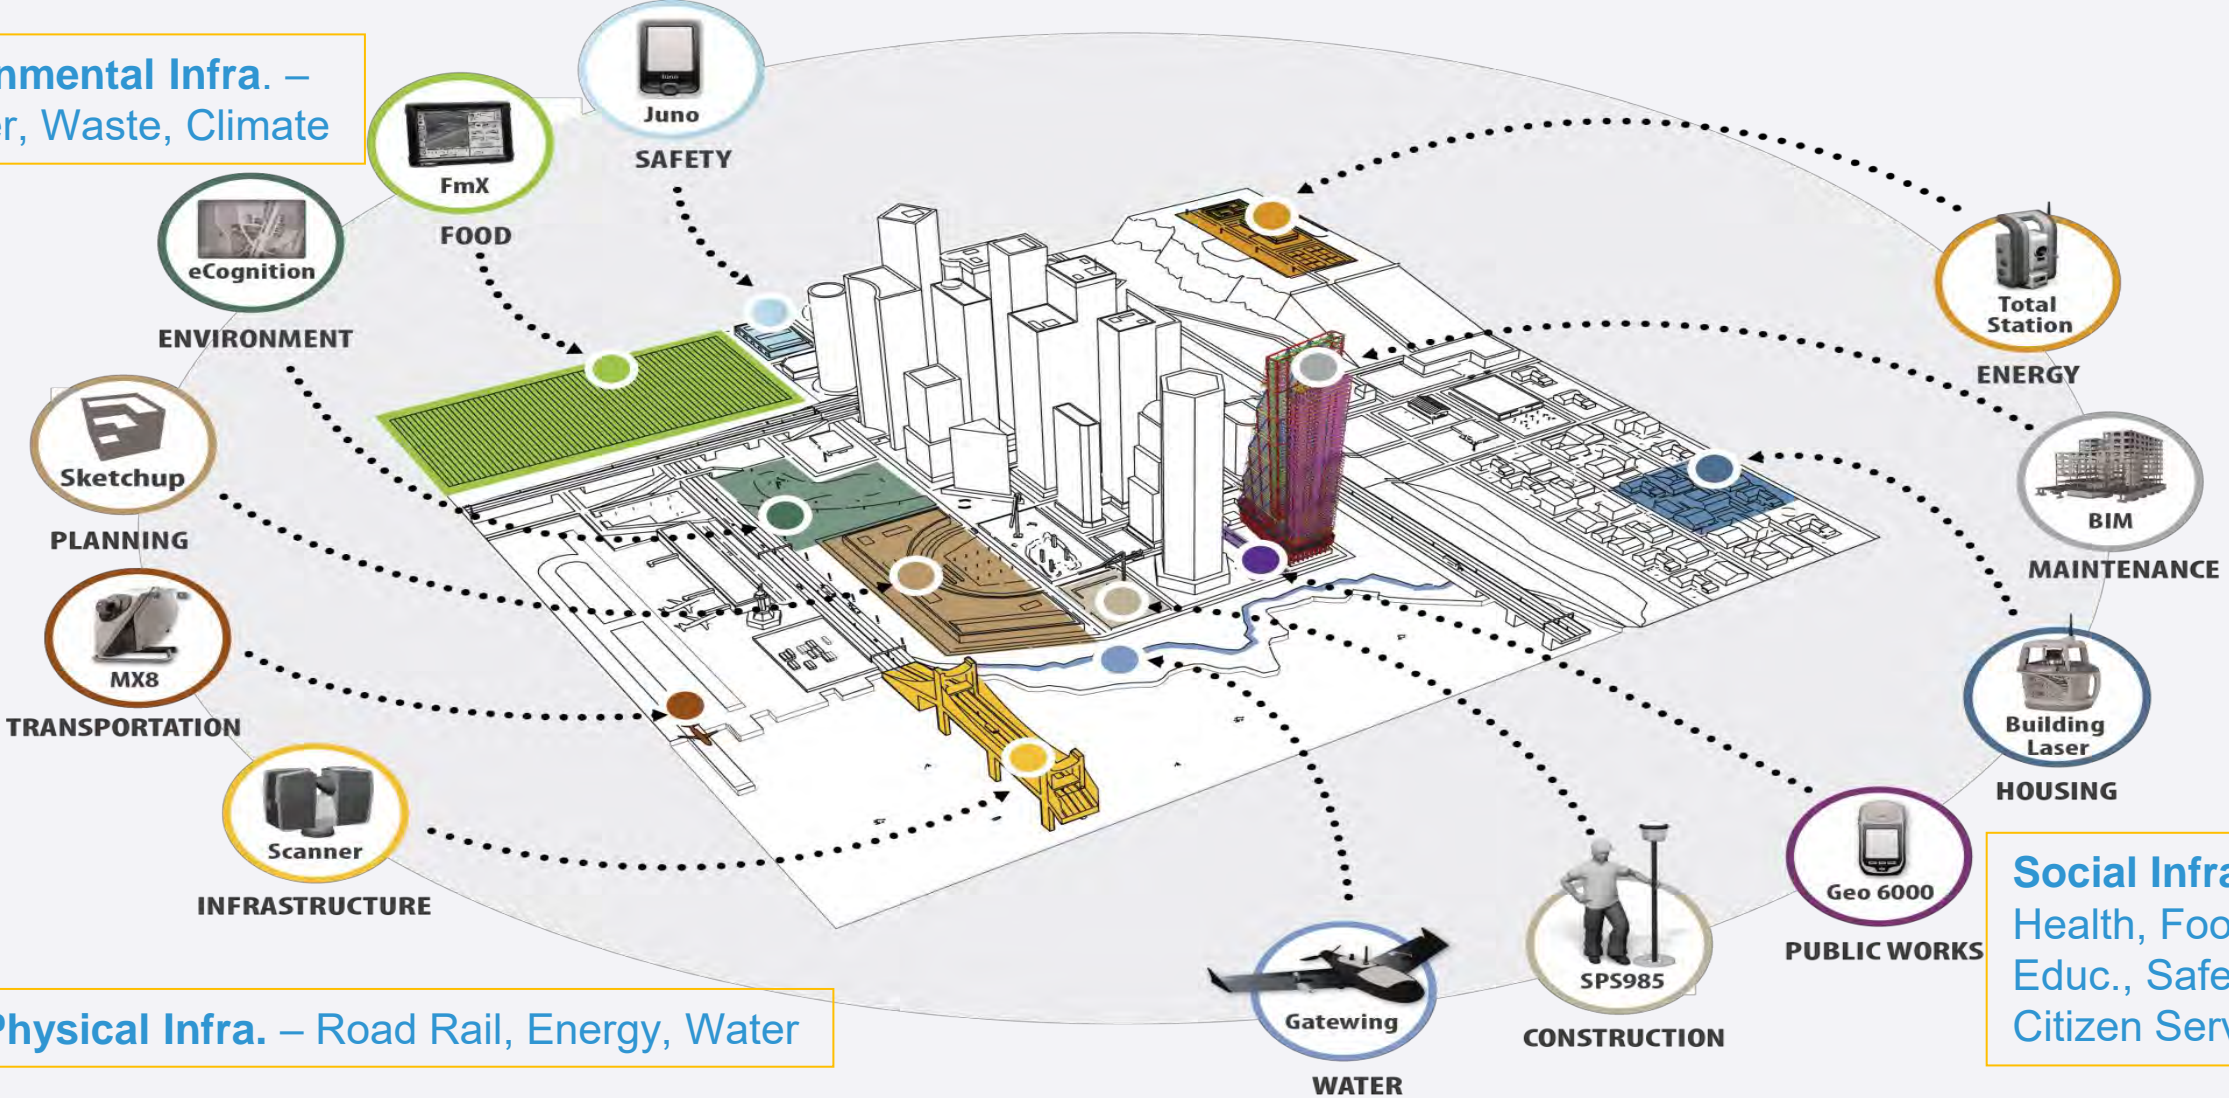 nmental Infra. –
er, Waste, Climate
Juno
SAFETY
FmX
FOOD
eCognition
ENVIRONMENT
Sketchup
PLANNING
MX8
TRANSPORTATION
Scanner
INFRASTRUCTURE
Physical Infra. – Road Rail, Energy, Water
Total
Station
ENERGY
BIM
MAINTENANCE
Building
Laser
HOUSING
Geo 6000
PUBLIC WORKS
SPS985
CONSTRUCTION
Gatewing
WATER
Social Infra
Health, Foo
Educ., Safe
Citizen Serv